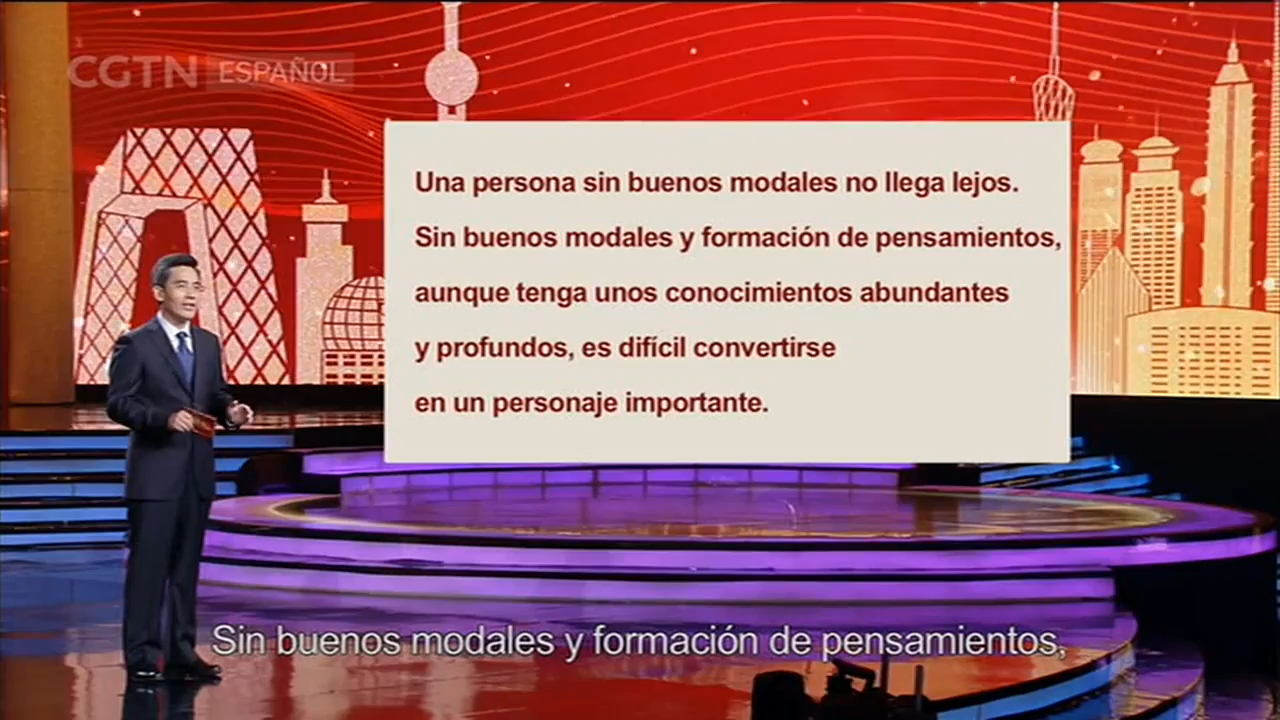 CGTN ESPAÑOL
Una persona sin buenos modales no llega lejos.
Sin buenos modales y formación de pensamientos,
aunque tenga unos conocimientos abundantes
y profundos, es difícil convertirse
en un personaje importante.
Sin buenos modales y formación de pensamientos,